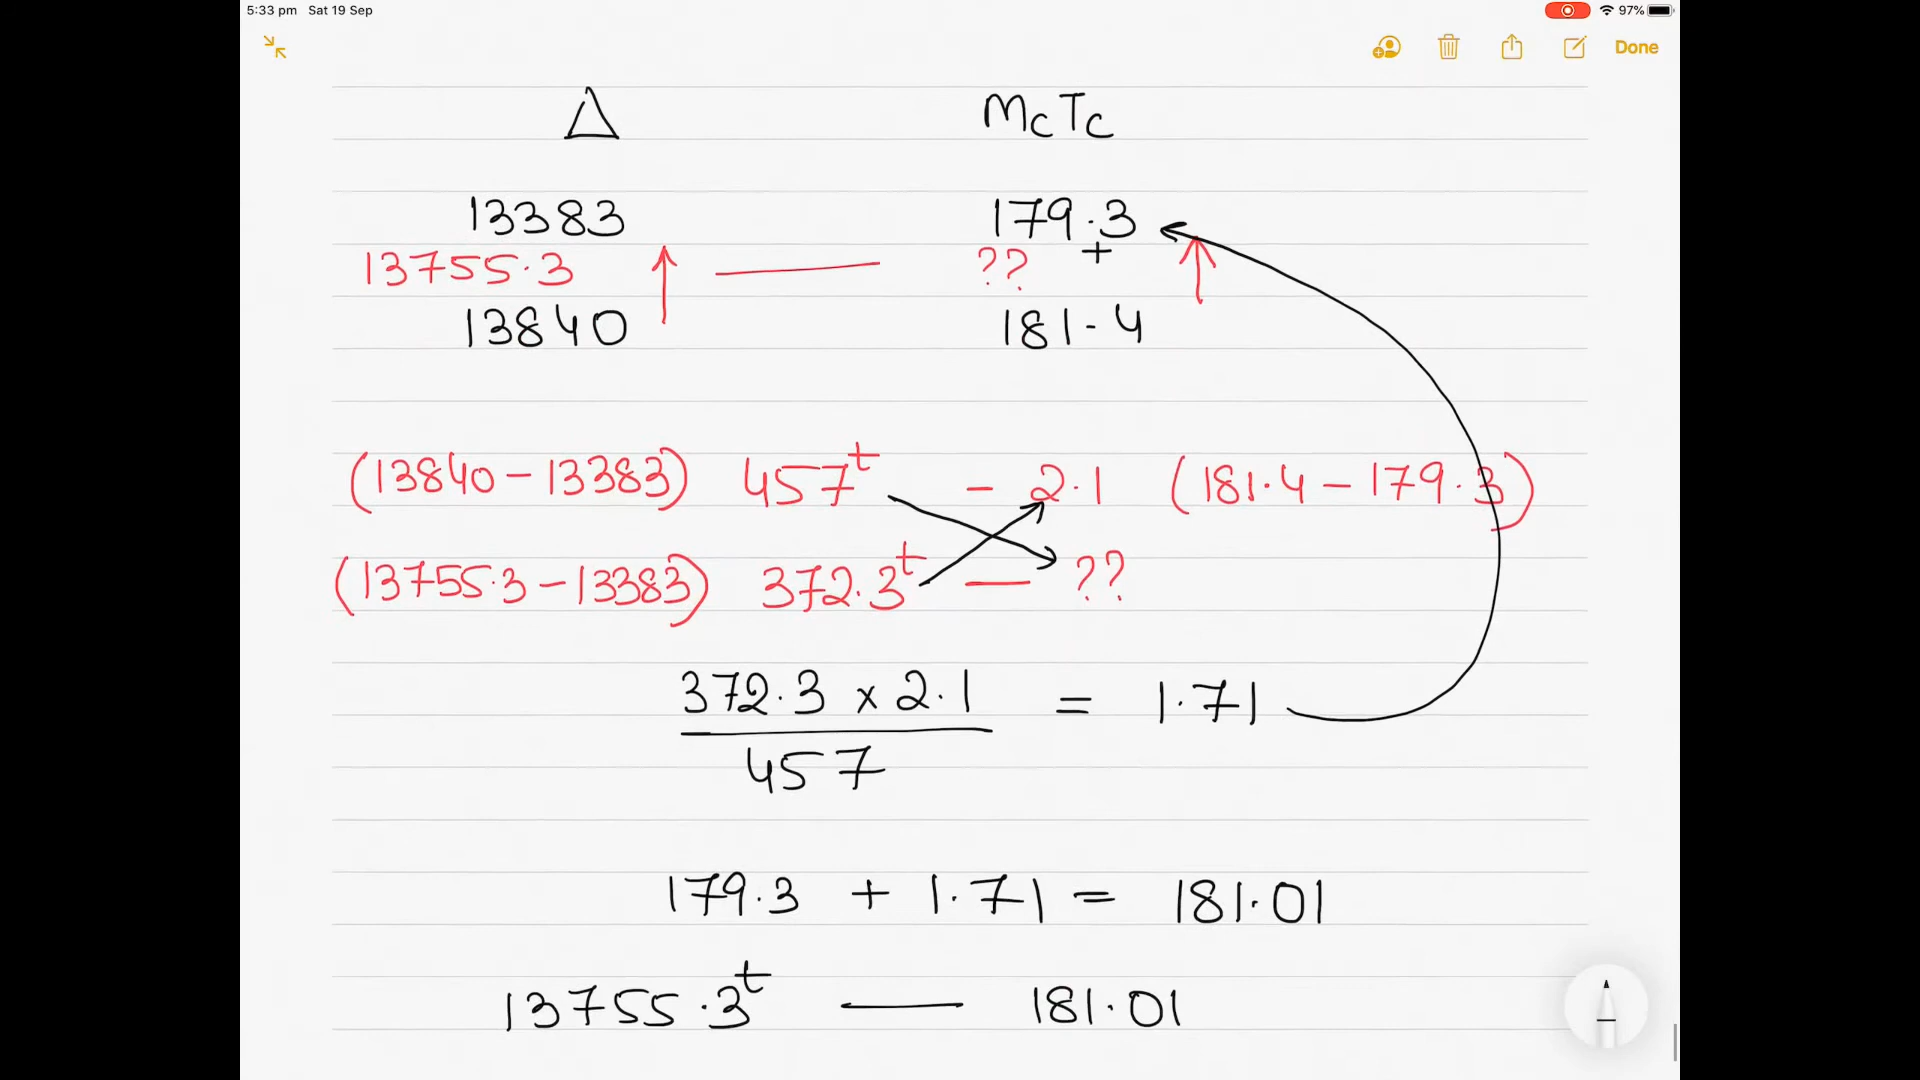 5:33 pm Sat 19 Sep 97%
Done
Δ McTc
13383 179.3
13755.3 — ?? +
13840 181.4
(13840 - 13383) 457t - 2.1 (181.4 - 179.3)
(13755.3 - 13383) 372.3t — ??
372.3 x 2.1 = 1.71
457
179.3 + 1.71 = 181.01
13755.3t — 181.01